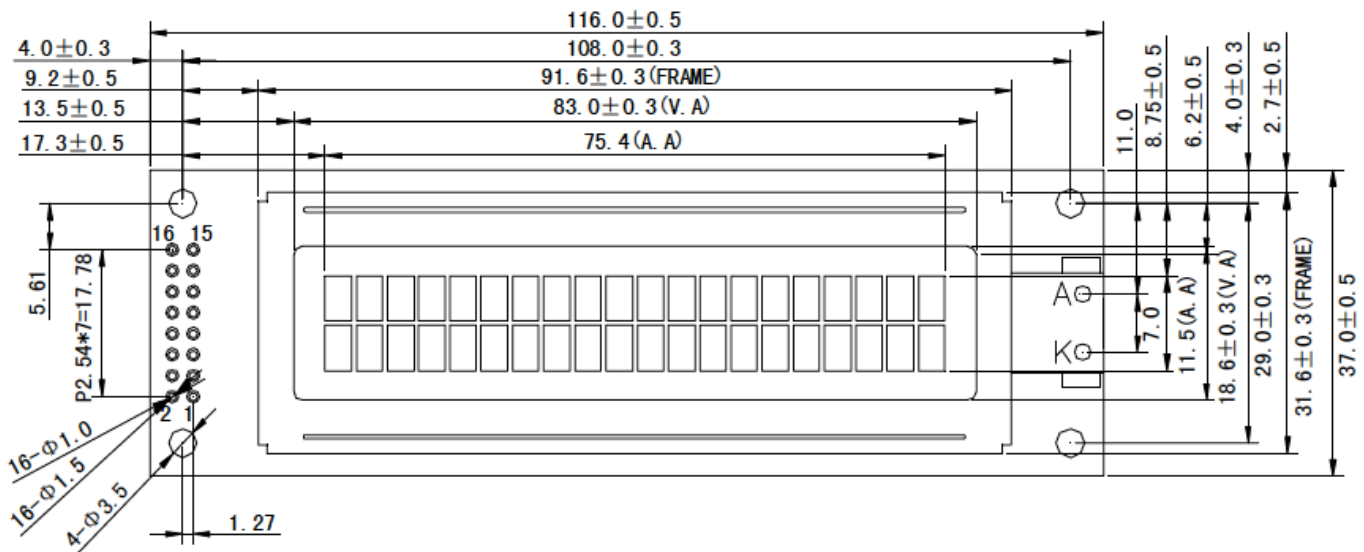 116.0±0.5
4.0±0.3
108.0±0.3
9.2±0.5
91.6±0.3(FRAME)
13.5±0.5
83.0±0.3(V.A)
17.3±0.5
75.4(A.A)
11.0
8.75±0.5
6.2±0.5
4.0±0.3
2.7±0.5
16 15
5.61
P2.54*7=17.78
2 1
A
K
7.0
11.5(A.A)
18.6±0.3(V.A)
29.0±0.3
31.6±0.3(FRAME)
37.0±0.5
16-Φ1.0
16-Φ1.5
4-Φ3.5
1.27